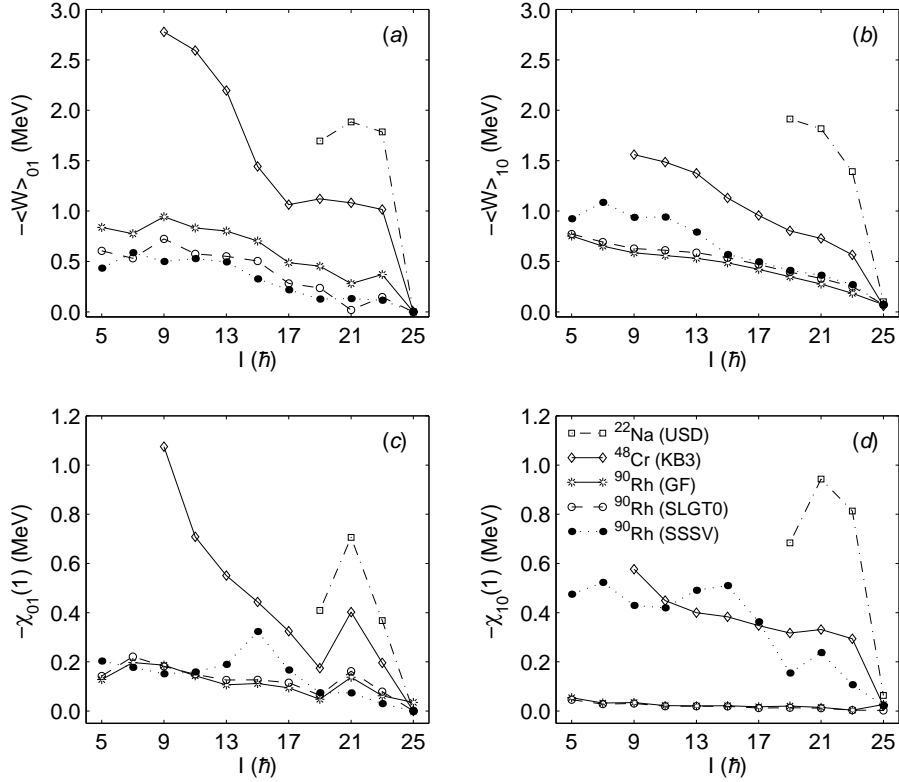 (a)
−<W>₀₁ (MeV)
3.0
2.5
2.0
1.5
1.0
0.5
0.0
5 9 13 17 21 25
I (ℏ)
(b)
−<W>₁₀ (MeV)
3.0
2.5
2.0
1.5
1.0
0.5
0.0
5 9 13 17 21 25
I (ℏ)
(c)
−χ₀₁(1) (MeV)
1.2
1.0
0.8
0.6
0.4
0.2
0.0
5 9 13 17 21 25
I (ℏ)
(d)
−χ₁₀(1) (MeV)
1.2
1.0
0.8
0.6
0.4
0.2
0.0
²²Na (USD)
⁴⁸Cr (KB3)
⁹⁰Rh (GF)
⁹⁰Rh (SLGT0)
⁹⁰Rh (SSSV)
5 9 13 17 21 25
I (ℏ)